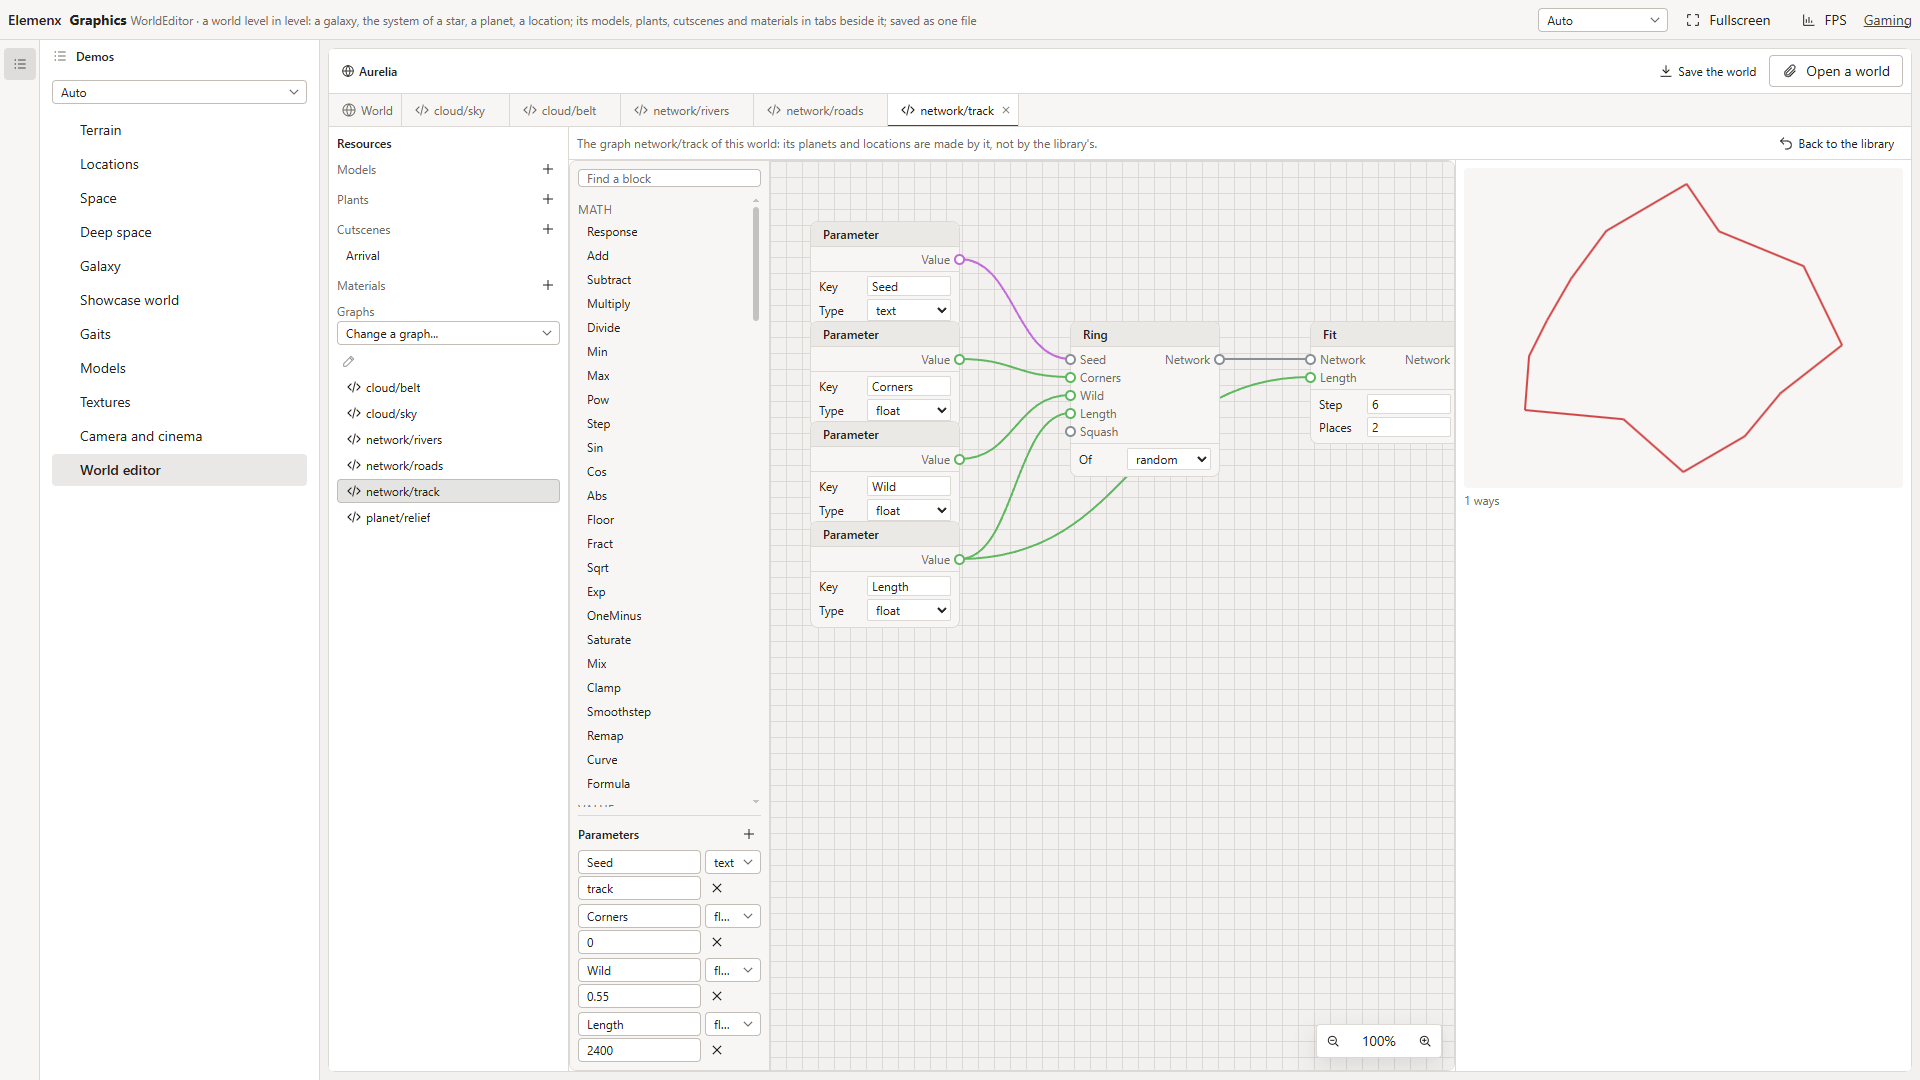 Elemenx Graphics WorldEditor · a world level in level: a galaxy, the system of a star, a planet, a location; its models, plants, cutscenes and materials in tabs beside it; saved as one file
Auto
Fullscreen
FPS
Gaming
Demos
Auto
Terrain
Locations
Space
Deep space
Galaxy
Showcase world
Gaits
Models
Textures
Camera and cinema
World editor
Aurelia
Save the world
Open a world
World
cloud/sky
cloud/belt
network/rivers
network/roads
network/track
Resources
Models
Plants
Cutscenes
Arrival
Materials
Graphs
Change a graph...
cloud/belt
cloud/sky
network/rivers
network/roads
network/track
planet/relief
The graph network/track of this world: its planets and locations are made by it, not by the library's.
Back to the library
Find a block
MATH
Response
Add
Subtract
Multiply
Divide
Min
Max
Pow
Step
Sin
Cos
Abs
Floor
Fract
Sqrt
Exp
OneMinus
Saturate
Mix
Clamp
Smoothstep
Remap
Curve
Formula
Parameters
Seed
text
track
Corners
fl...
0
Wild
fl...
0.55
Length
fl...
2400
Parameter
Value
Key
Seed
Type
text
Parameter
Value
Key
Corners
Type
float
Parameter
Value
Key
Wild
Type
float
Parameter
Value
Key
Length
Type
float
Ring
Seed
Network
Corners
Wild
Length
Squash
Of
random
Fit
Network
Network
Length
Step
6
Places
2
100%
1 ways